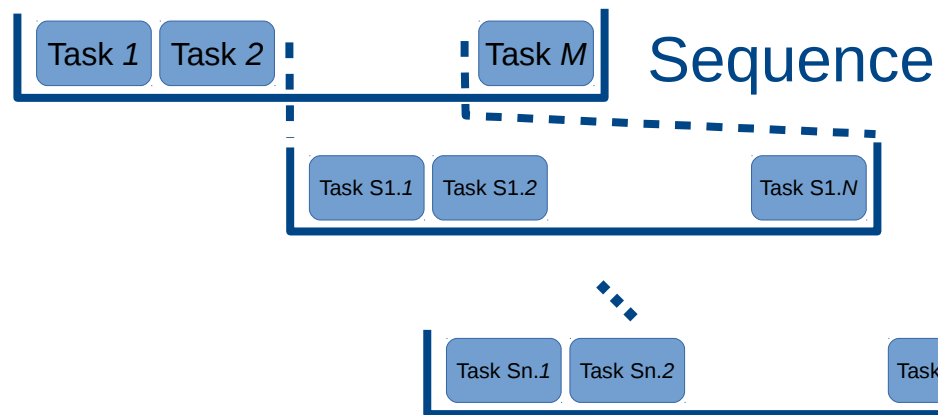 Task 1 Task 2 Task M Sequence
Task S1.1 Task S1.2 Task S1.N
Task Sn.1 Task Sn.2 Task